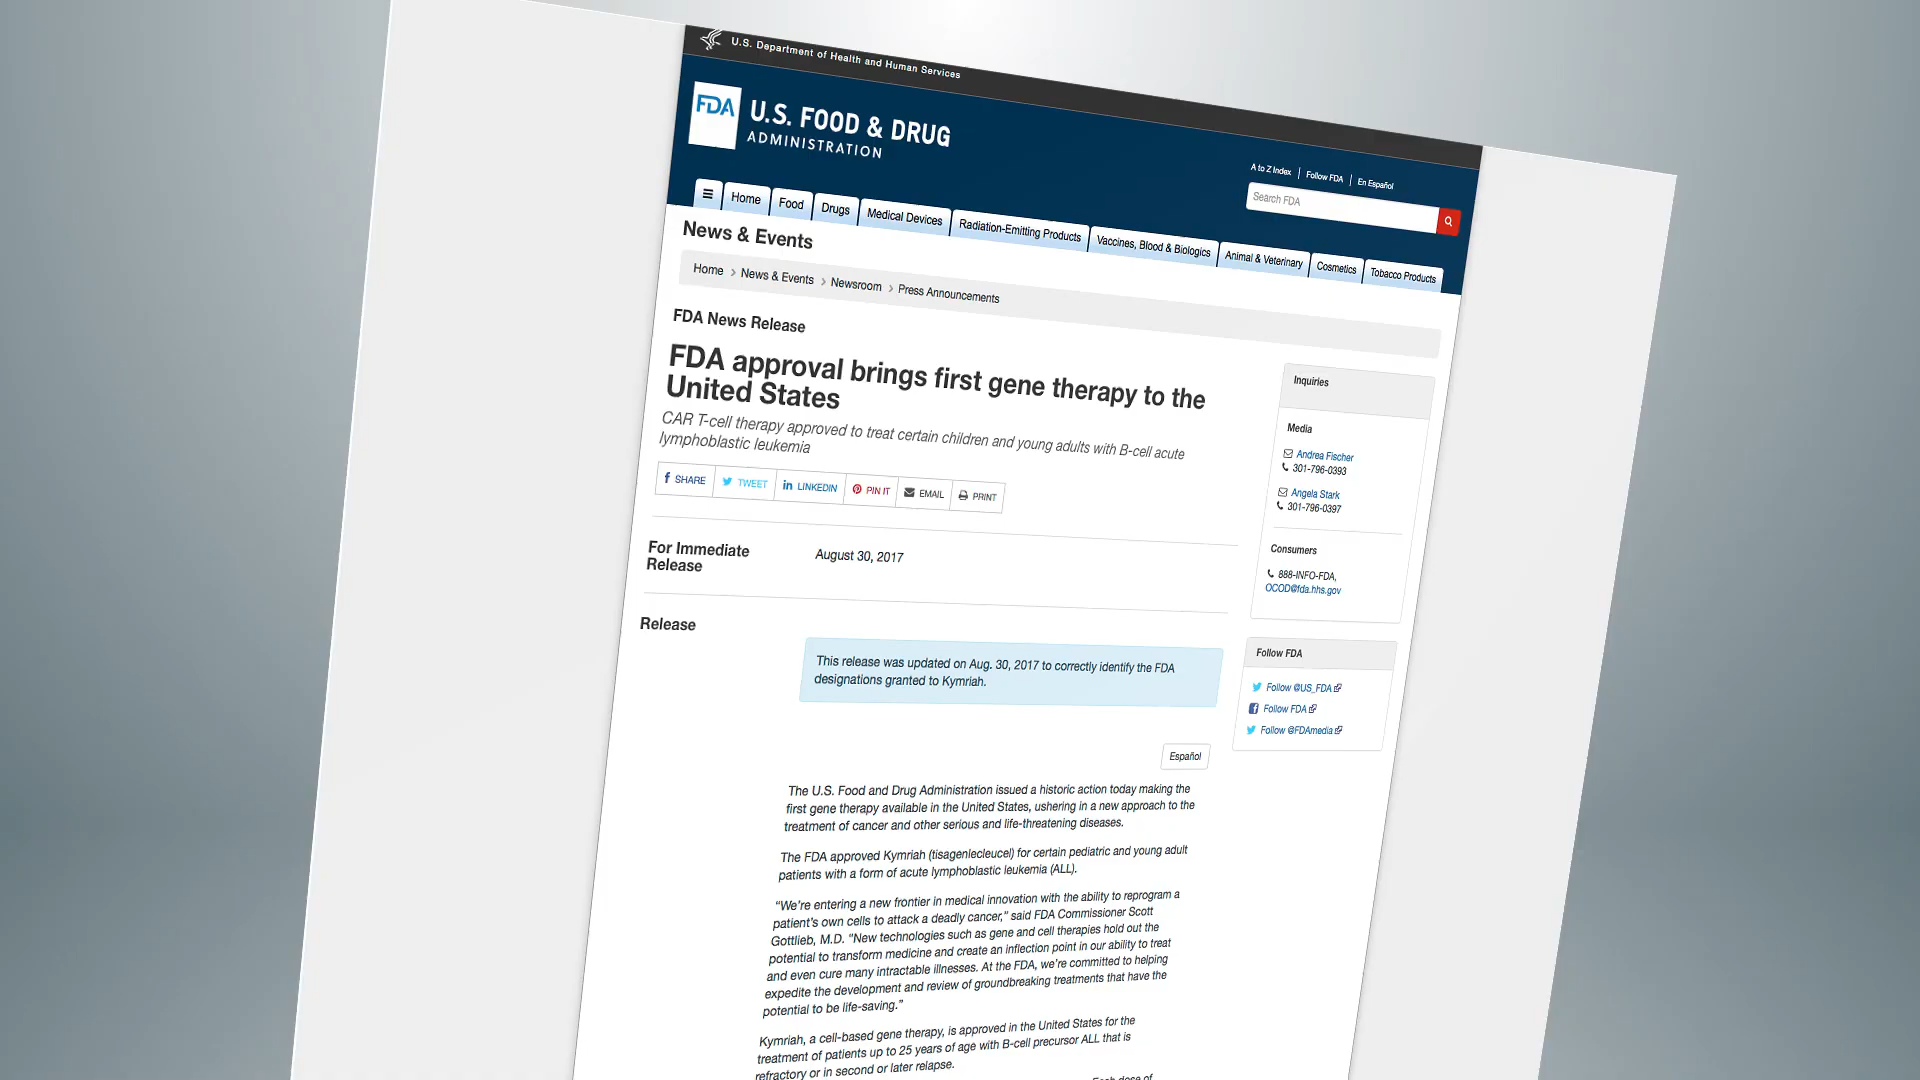 U.S. Department of Health and Human Services
FDA
U.S. FOOD & DRUG
ADMINISTRATION
A to Z Index | Follow FDA | En Español
Search FDA
Home Food Drugs Medical Devices Radiation-Emitting Products Vaccines, Blood & Biologics Animal & Veterinary Cosmetics Tobacco Products
News & Events
Home > News & Events > Newsroom > Press Announcements
FDA News Release
FDA approval brings first gene therapy to the
United States
CAR T-cell therapy approved to treat certain children and young adults with B-cell acute
lymphoblastic leukemia
SHARE TWEET LINKEDIN PIN IT EMAIL PRINT
For Immediate
Release
August 30, 2017
Release
This release was updated on Aug. 30, 2017 to correctly identify the FDA
designations granted to Kymriah.
Español
The U.S. Food and Drug Administration issued a historic action today making the
first gene therapy available in the United States, ushering in a new approach to the
treatment of cancer and other serious and life-threatening diseases.
The FDA approved Kymriah (tisagenlecleucel) for certain pediatric and young adult
patients with a form of acute lymphoblastic leukemia (ALL).
“We’re entering a new frontier in medical innovation with the ability to reprogram a
patient’s own cells to attack a deadly cancer,” said FDA Commissioner Scott
Gottlieb, M.D. “New technologies such as gene and cell therapies hold out the
potential to transform medicine and create an inflection point in our ability to treat
and even cure many intractable illnesses. At the FDA, we’re committed to helping
expedite the development and review of groundbreaking treatments that have the
potential to be life-saving.”
Kymriah, a cell-based gene therapy, is approved in the United States for the
treatment of patients up to 25 years of age with B-cell precursor ALL that is
refractory or in second or later relapse.
Each dose of
Inquiries
Media
Andrea Fischer
301-796-0393
Angela Stark
301-796-0397
Consumers
888-INFO-FDA,
OCOD@fda.hhs.gov
Follow FDA
Follow @US_FDA
Follow FDA
Follow @FDAmedia